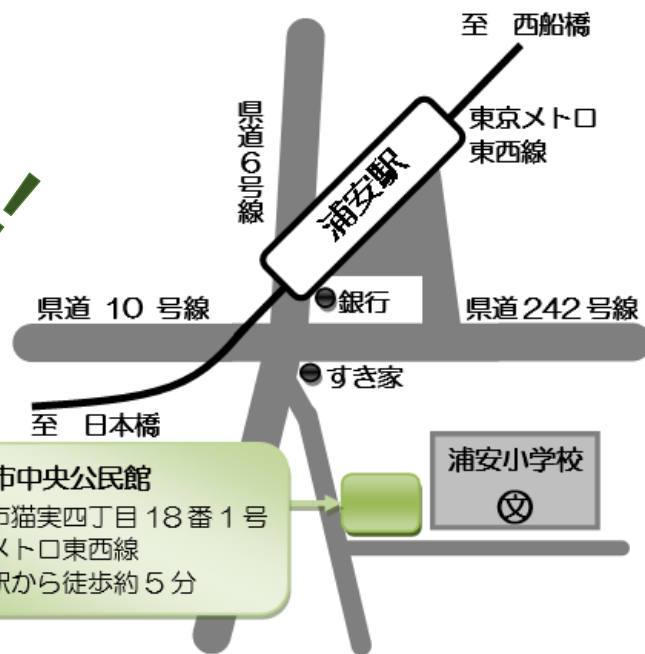 至　西船橋
東京メトロ
東西線
県道6号線
浦安駅
銀行
県道 10 号線
県道242号線
すき家
至　日本橋
浦安小学校
文
市中央公民館
市猫実四丁目18番1号
メトロ東西線
駅から徒歩約5分